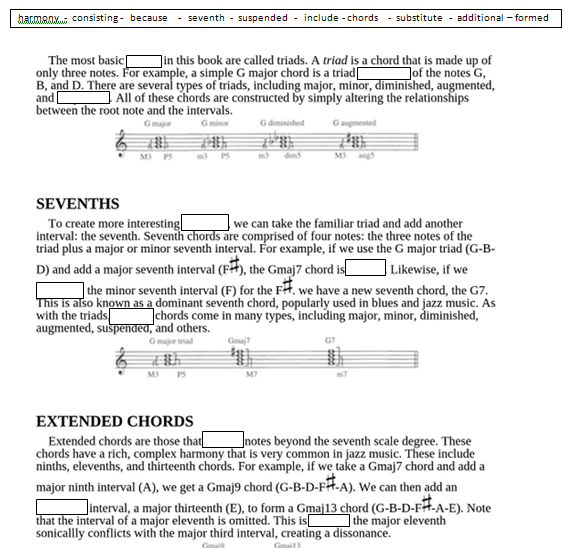 harmony - consisting - because - seventh - suspended - include - chords - substitute - additional – formed
The most basic in this book are called triads. A triad is a chord that is made up of
only three notes. For example, a simple G major chord is a triad of the notes G,
B, and D. There are several types of triads, including major, minor, diminished, augmented,
and . All of these chords are constructed by simply altering the relationships
between the root note and the intervals.
G major G minor G diminished G augmented
M3 P5 m3 P5 m3 dim5 M3 aug5
SEVENTHS
To create more interesting , we can take the familiar triad and add another
interval: the seventh. Seventh chords are comprised of four notes: the three notes of the
triad plus a major or minor seventh interval. For example, if we use the G major triad (G-B-
D) and add a major seventh interval (F#), the Gmaj7 chord is . Likewise, if we
the minor seventh interval (F) for the F#. we have a new seventh chord, the G7.
This is also known as a dominant seventh chord, popularly used in blues and jazz music. As
with the triads, chords come in many types, including major, minor, diminished,
augmented, suspended, and others.
G major triad Gmaj7 G7
M3 P5 M7 m7
EXTENDED CHORDS
Extended chords are those that notes beyond the seventh scale degree. These
chords have a rich, complex harmony that is very common in jazz music. These include
ninths, elevenths, and thirteenth chords. For example, if we take a Gmaj7 chord and add a
major ninth interval (A), we get a Gmaj9 chord (G-B-D-F#-A). We can then add an
interval, a major thirteenth (E), to form a Gmaj13 chord (G-B-D-F#-A-E). Note
that the interval of a major eleventh is omitted. This is the major eleventh
sonicallly conflicts with the major third interval, creating a dissonance.
Gmaj9 Gmaj13